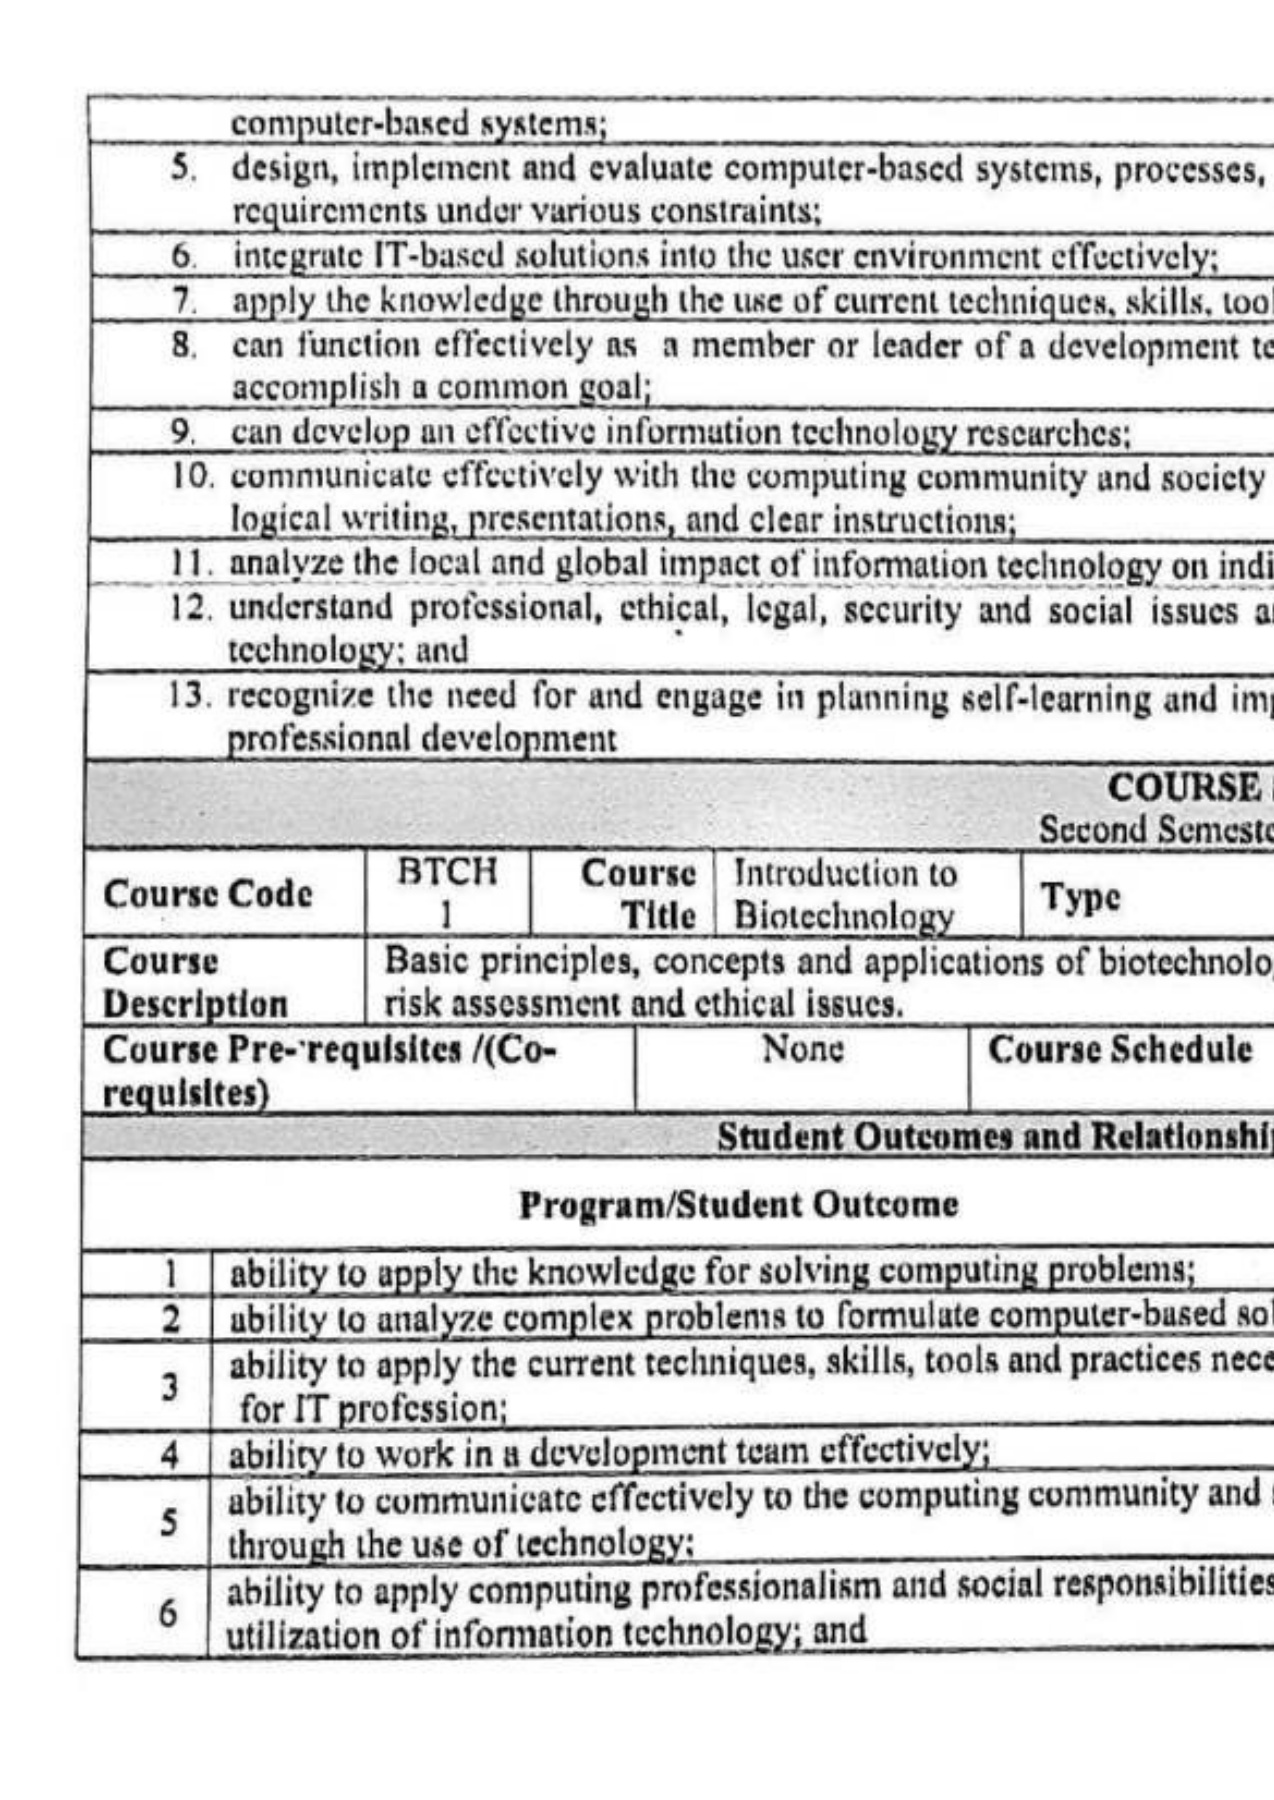 computer-based systems;
5. design, implement and evaluate computer-based systems, processes,
requirements under various constraints;
6. integrate IT-based solutions into the user environment effectively;
7. apply the knowledge through the use of current techniques, skills, tool
8. can function effectively as a member or leader of a development te
accomplish a common goal;
9. can develop an effective information technology researches;
10. communicate effectively with the computing community and society
logical writing, presentations, and clear instructions;
11. analyze the local and global impact of information technology on indi
12. understand professional, ethical, legal, security and social issues a
technology; and
13. recognize the need for and engage in planning self-learning and imp
professional development
COURSE
Second Semeste
Course Code
BTCH
1
Course
Title
Introduction to
Biotechnology
Type
Course
Description
Basic principles, concepts and applications of biotechnolo
risk assessment and ethical issues.
Course Pre-requisites /(Co-
requisites)
None
Course Schedule
Student Outcomes and Relationshi
Program/Student Outcome
1 ability to apply the knowledge for solving computing problems;
2 ability to analyze complex problems to formulate computer-based sol
3 ability to apply the current techniques, skills, tools and practices nece
for IT profession;
4 ability to work in a development team effectively;
5 ability to communicate effectively to the computing community and
through the use of technology;
6 ability to apply computing professionalism and social responsibilities
utilization of information technology; and